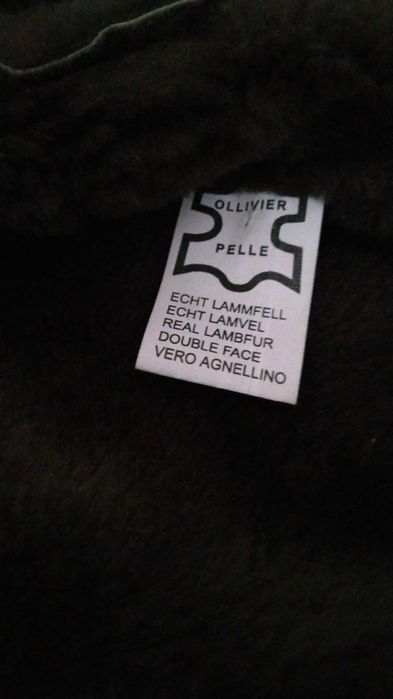 OLLIVIER
PELLE
ECHT LAMMFELL
ECHT LAMVEL
REAL LAMBFUR
DOUBLE FACE
VERO AGNELLINO